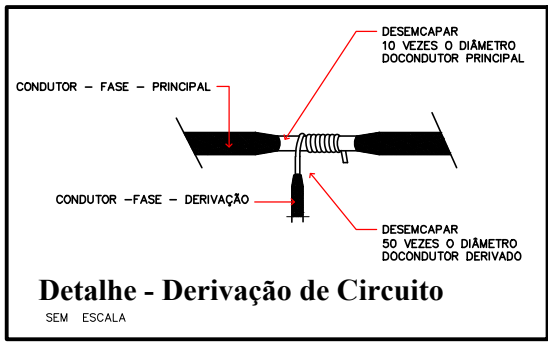 DESEMCAPAR
10 VEZES O DIÂMETRO
DOCONDUTOR PRINCIPAL
CONDUTOR - FASE - PRINCIPAL
CONDUTOR -FASE - DERIVAÇÃO
DESEMCAPAR
50 VEZES O DIÂMETRO
DOCONDUTOR DERIVADO
Detalhe - Derivação de Circuito
SEM ESCALA